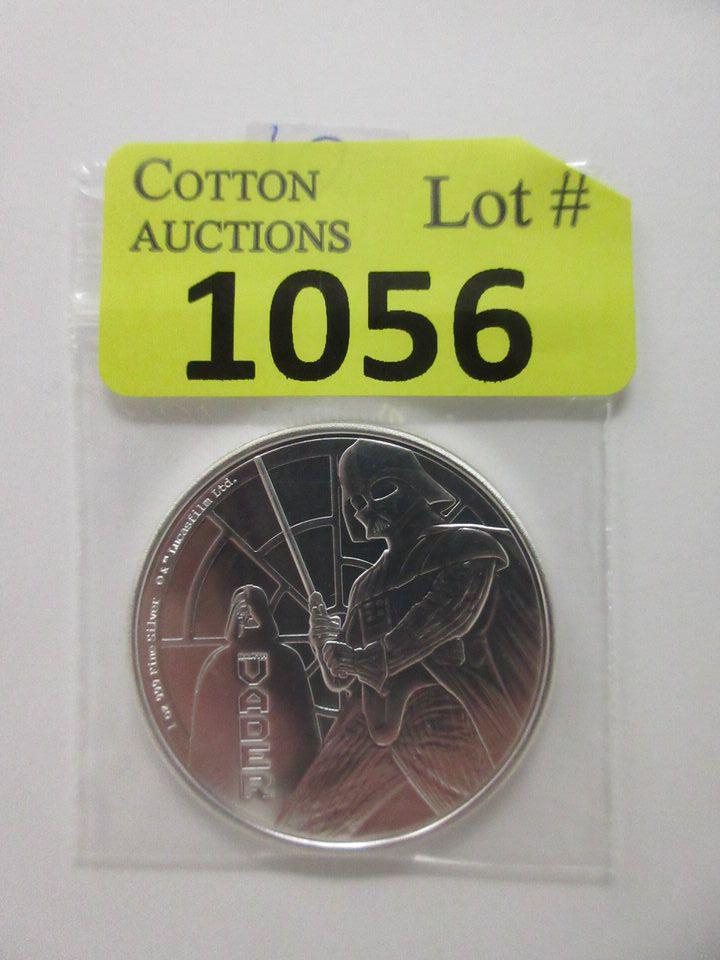 COTTON
AUCTIONS
Lot #
1056
1 oz 999 Fine Silver © & ™ Lucasfilm Ltd.
VADER